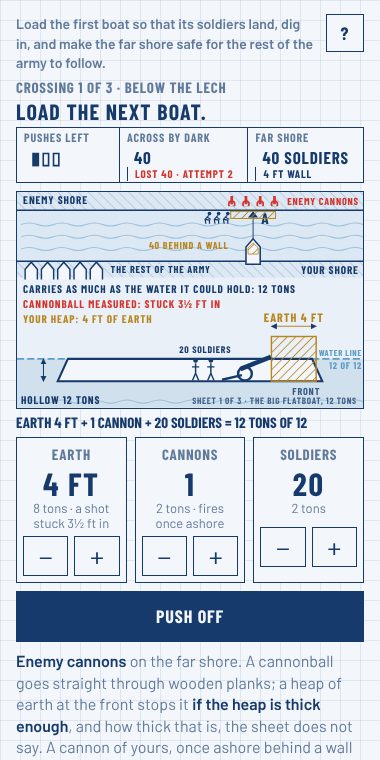 Load the first boat so that its soldiers land, dig
in, and make the far shore safe for the rest of the
army to follow.
?
CROSSING 1 OF 3 · BELOW THE LECH
LOAD THE NEXT BOAT.
PUSHES LEFT
ACROSS BY DARK
40
LOST 40 · ATTEMPT 2
FAR SHORE
40 SOLDIERS
4 FT WALL
ENEMY SHORE
ENEMY CANNONS
40 BEHIND A WALL
THE REST OF THE ARMY
YOUR SHORE
CARRIES AS MUCH AS THE WATER IT COULD HOLD: 12 TONS
CANNONBALL MEASURED: STUCK 3½ FT IN
YOUR HEAP: 4 FT OF EARTH
EARTH 4 FT
20 SOLDIERS
WATER LINE
12 OF 12
FRONT
HOLLOW 12 TONS
SHEET 1 OF 3 · THE BIG FLATBOAT, 12 TONS
EARTH 4 FT + 1 CANNON + 20 SOLDIERS = 12 TONS OF 12
EARTH
4 FT
8 tons · a shot
stuck 3½ ft in
− +
CANNONS
1
2 tons · fires
once ashore
− +
SOLDIERS
20
2 tons
− +
PUSH OFF
Enemy cannons on the far shore. A cannonball
goes straight through wooden planks; a heap of
earth at the front stops it if the heap is thick
enough, and how thick that is, the sheet does not
say. A cannon of yours, once ashore behind a wall